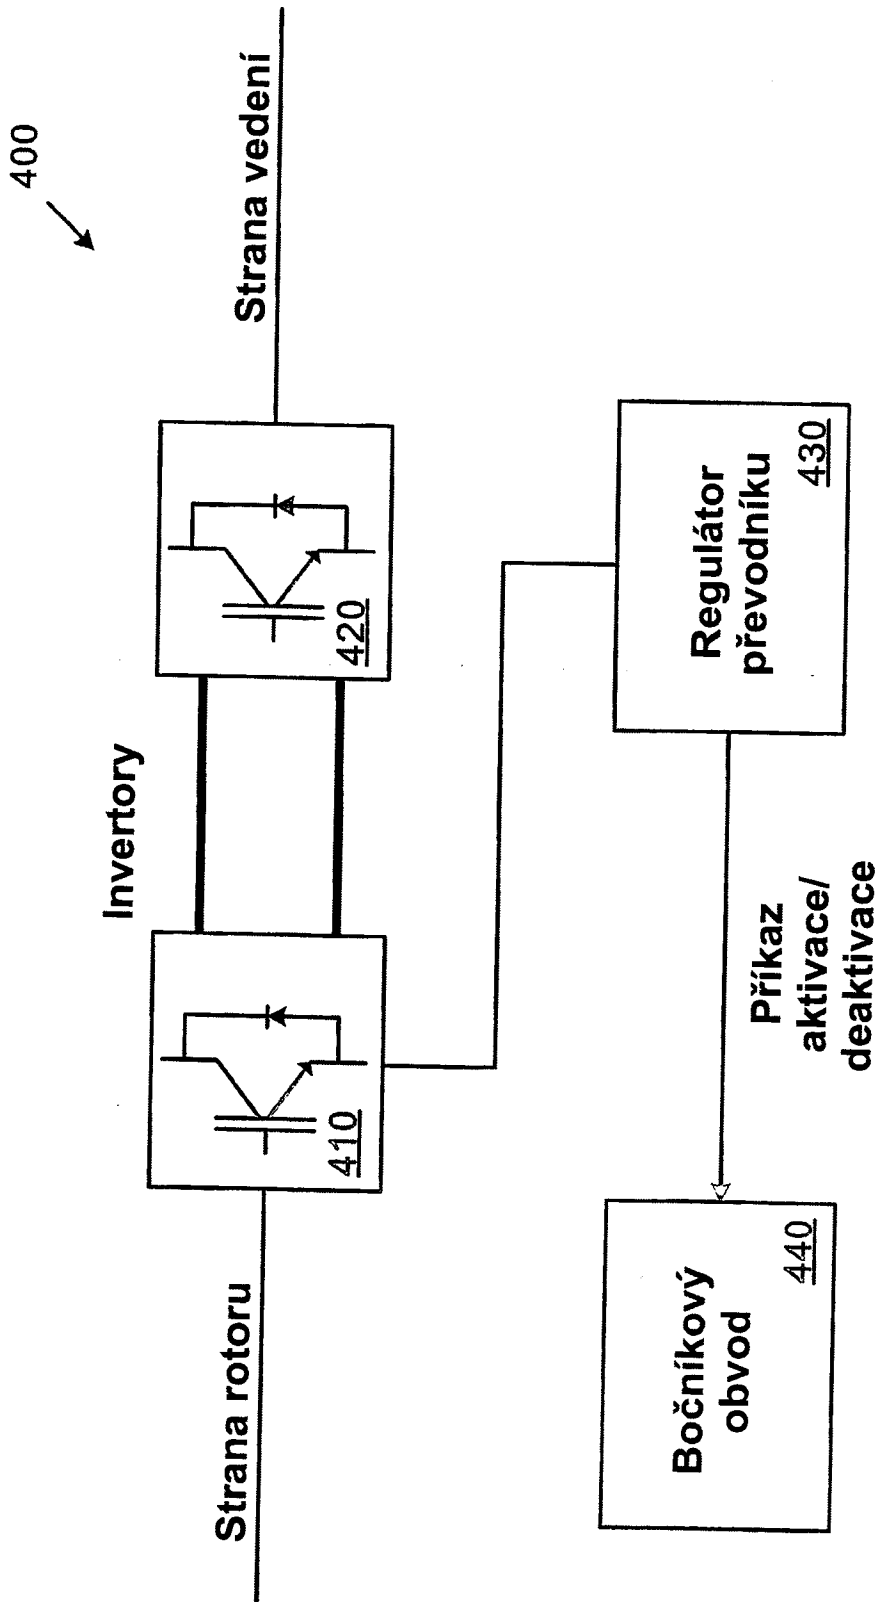 400
Invertory
Strana rotoru
Strana vedení
410
420
Příkaz
aktivace/
deaktivace
Bočníkový
obvod
440
Regulátor
převodníku
430